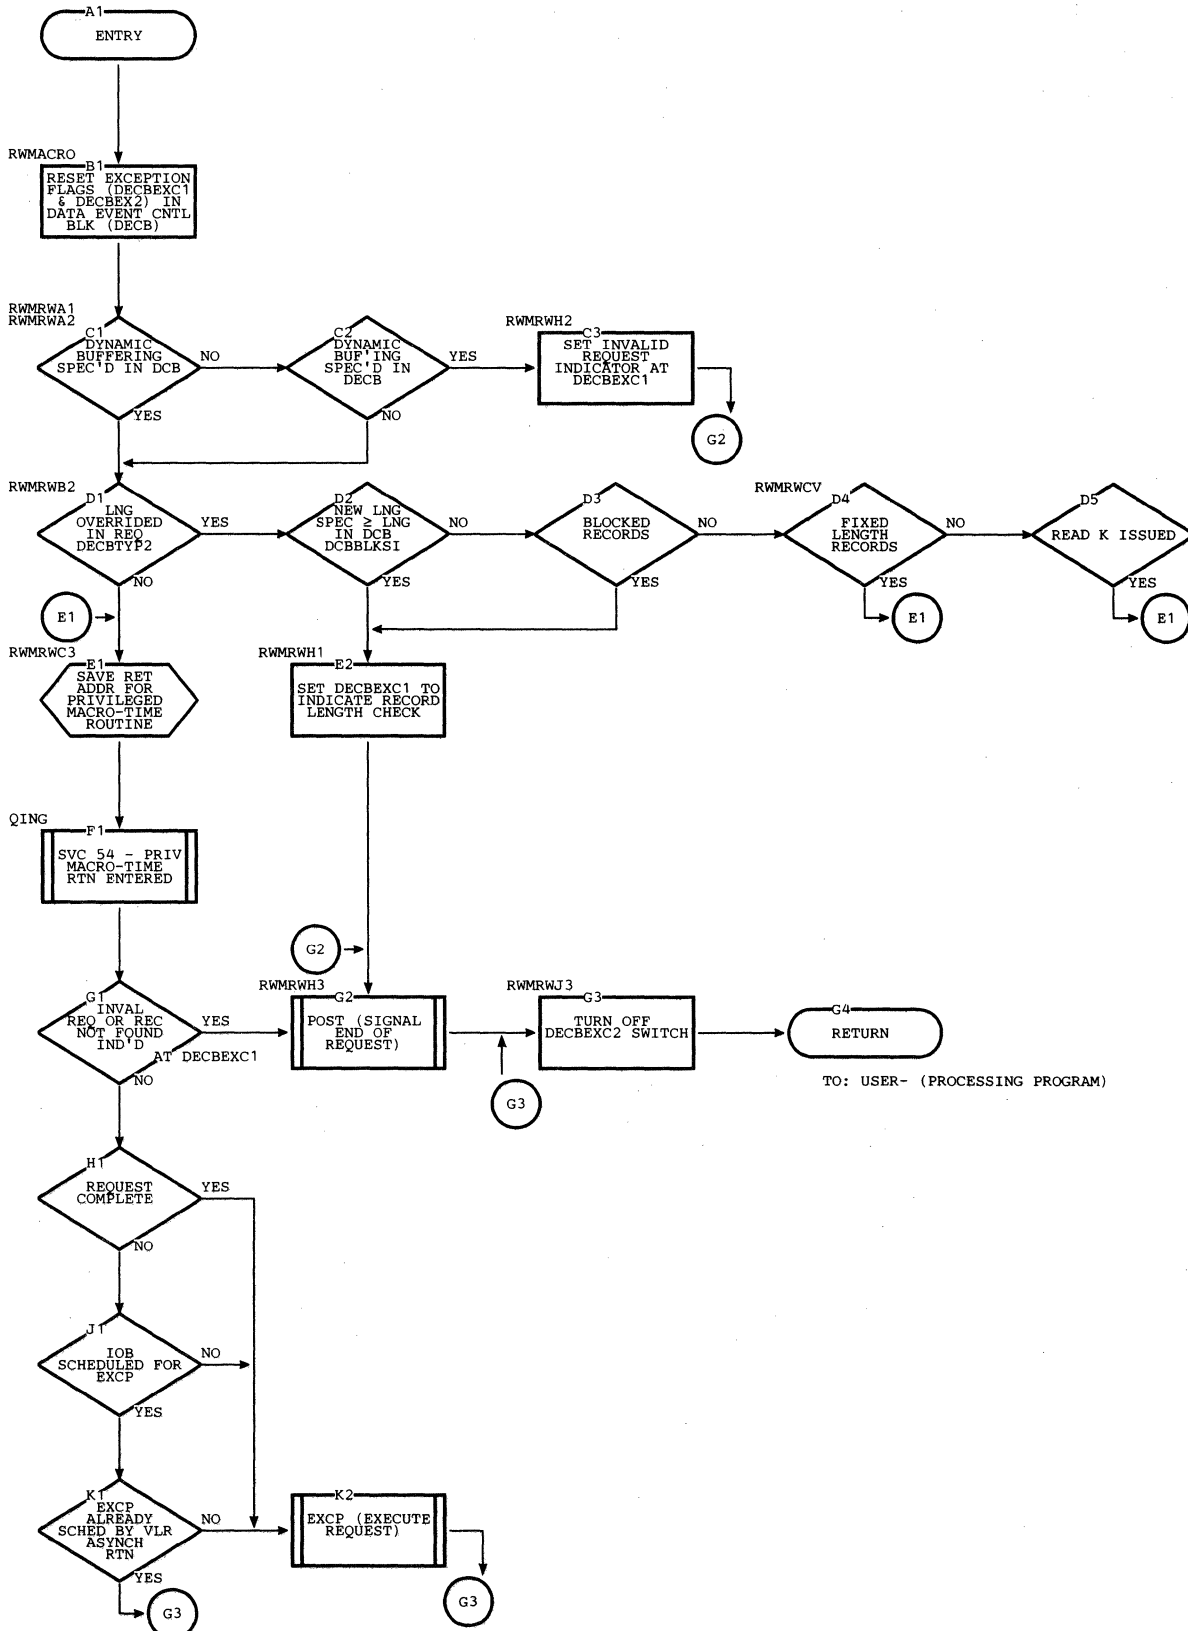 A1
ENTRY
RWMACRO
B1
RESET EXCEPTION
FLAGS (DECBEXC1
& DECBEX2) IN
DATA EVENT CNTL
BLK (DECB)
RWMRWA1
RWMRWA2
C1
DYNAMIC
BUFFERING
SPEC'D IN DCB
NO
YES
C2
DYNAMIC
BUF'ING
SPEC'D IN
DECB
YES
NO
RWMRWH2
C3
SET INVALID
REQUEST
INDICATOR AT
DECBEXC1
G2
RWMRWB2
D1
LNG
OVERRIDED
IN REQ
DECBTYP2
YES
NO
D2
NEW LNG
SPEC ≥ LNG
IN DCB
DCBBLKSI
NO
YES
D3
BLOCKED
RECORDS
NO
YES
RWMRWCV
D4
FIXED
LENGTH
RECORDS
NO
YES
D5
READ K ISSUED
YES
E1
E1
E1
RWMRWC3
E1
SAVE RET
ADDR FOR
PRIVILEGED
MACRO-TIME
ROUTINE
RWMRWH1
E2
SET DECBEXC1 TO
INDICATE RECORD
LENGTH CHECK
QING
F1
SVC 54 - PRIV
MACRO-TIME
RTN ENTERED
G2
G1
INVAL
REQ OR REC
NOT FOUND
IND'D
AT DECBEXC1
YES
NO
RWMRWH3
G2
POST (SIGNAL
END OF
REQUEST)
RWMRWJ3
G3
TURN OFF
DECBEXC2 SWITCH
G4
RETURN
TO: USER- (PROCESSING PROGRAM)
G3
H1
REQUEST
COMPLETE
YES
NO
J1
IOB
SCHEDULED FOR
EXCP
NO
YES
K1
EXCP
ALREADY
SCHED BY VLR
ASYNCH
RTN
NO
YES
K2
EXCP (EXECUTE
REQUEST)
G3
G3